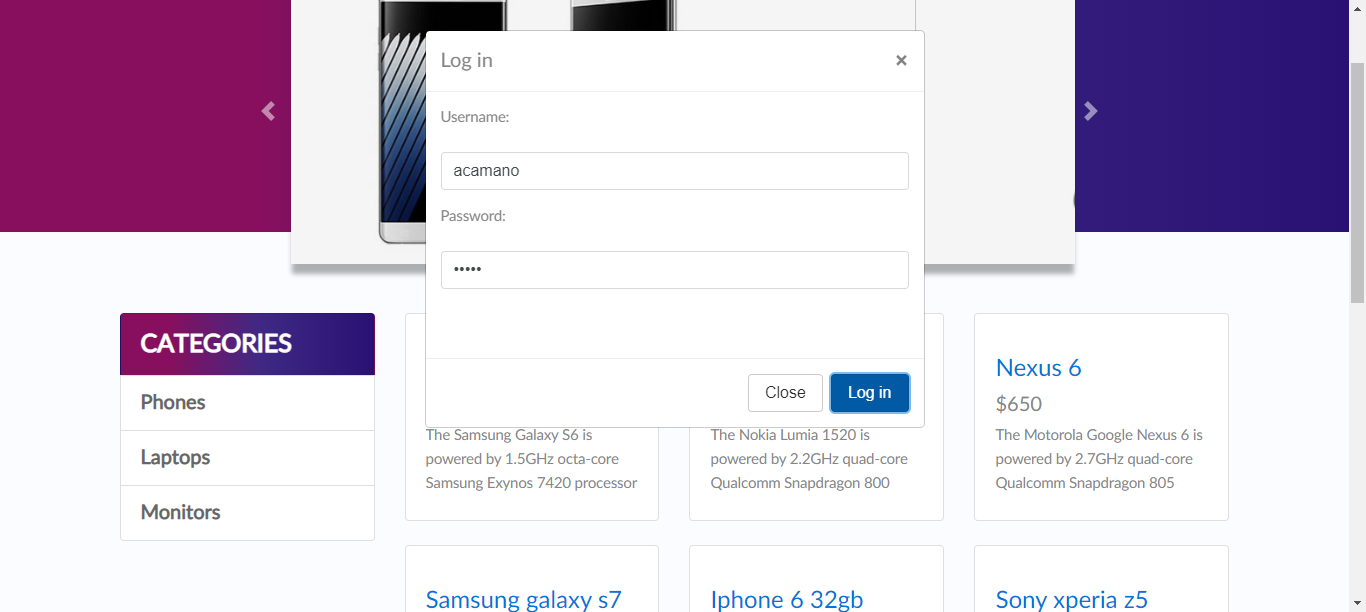 Log in
×
Username:
acamano
Password:
•••••
Close
Log in
CATEGORIES
Phones
Laptops
Monitors
The Samsung Galaxy S6 is
powered by 1.5GHz octa-core
Samsung Exynos 7420 processor
The Nokia Lumia 1520 is
powered by 2.2GHz quad-core
Qualcomm Snapdragon 800
Nexus 6
$650
The Motorola Google Nexus 6 is
powered by 2.7GHz quad-core
Qualcomm Snapdragon 805
Samsung galaxy s7
Iphone 6 32gb
Sony xperia z5